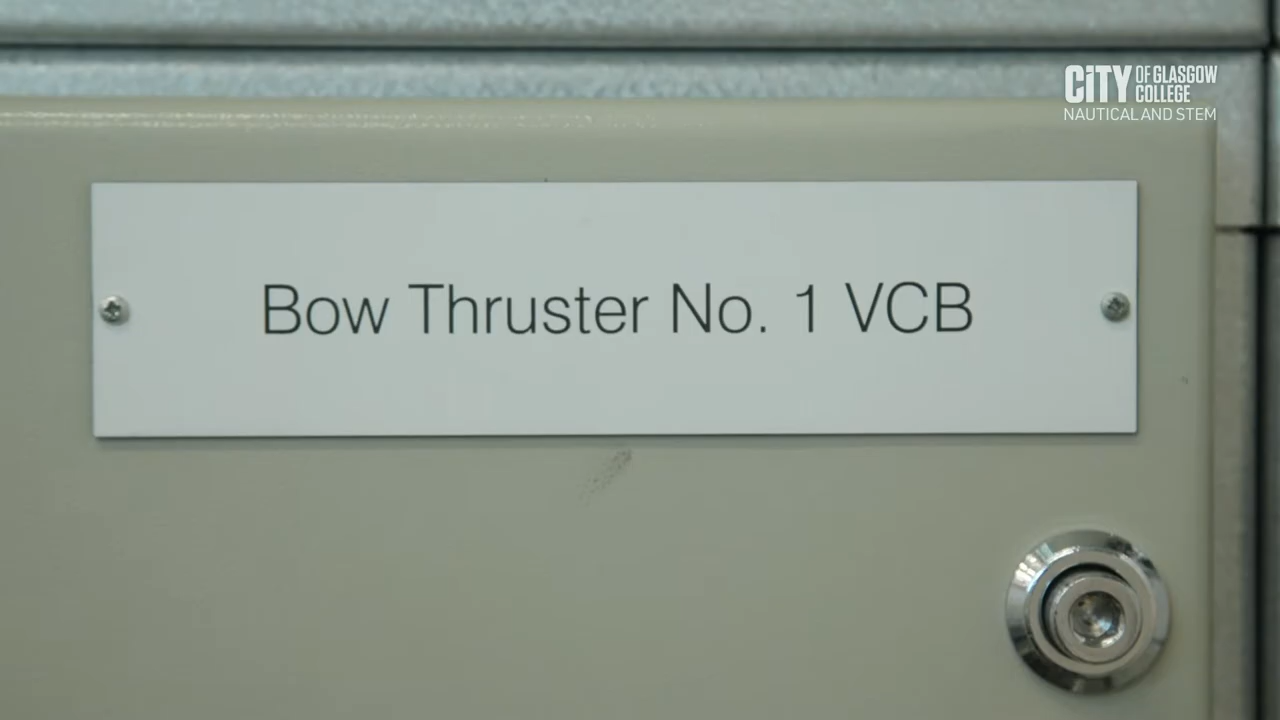 CiTY OF GLASGOW
COLLEGE
NAUTICAL AND STEM
Bow Thruster No. 1 VCB